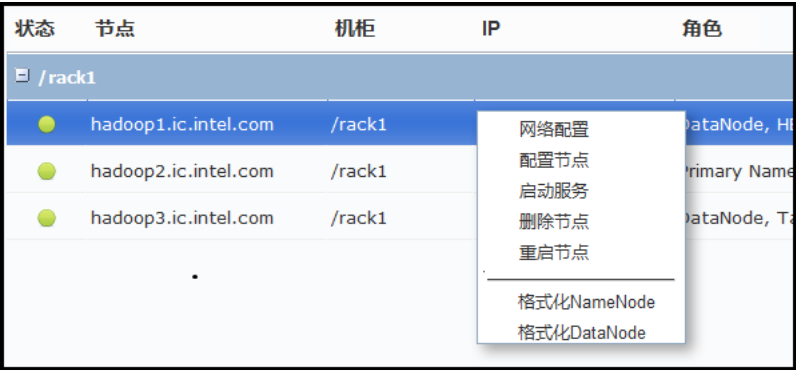 状态 节点 机柜 IP 角色
/rack1
hadoop1.ic.intel.com /rack1 DataNode,
hadoop2.ic.intel.com /rack1 Primary Name
hadoop3.ic.intel.com /rack1 DataNode,
网络配置
配置节点
启动服务
删除节点
重启节点
格式化NameNode
格式化DataNode